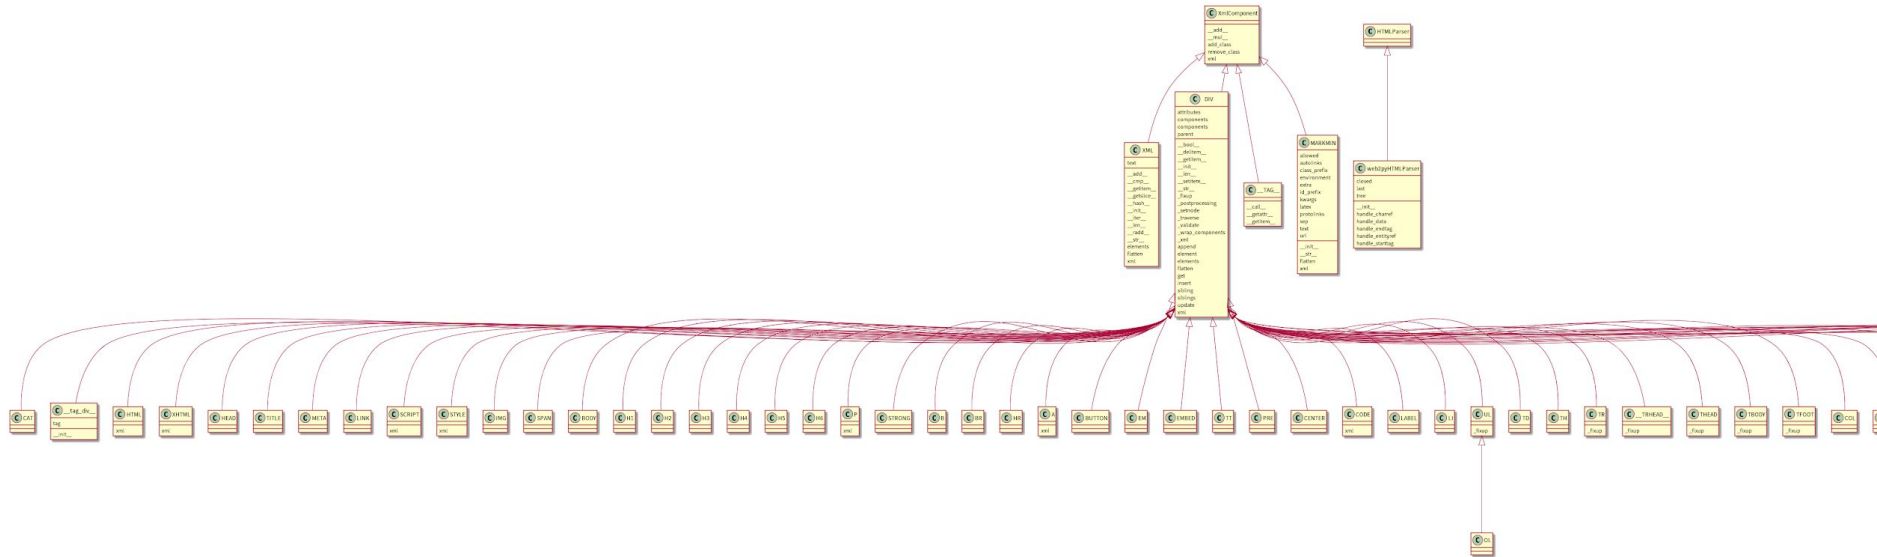 C XmlComponent
__add__
__mul__
add_class
remove_class
xml
C HTMLParser
C DIV
attributes
components
components
parent
__bool__
__delitem__
__getitem__
__init__
__len__
__setitem__
__str__
_fixup
_postprocessing
_setnode
_traverse
_validate
_wrap_components
_xml
append
element
elements
flatten
get
insert
sibling
siblings
update
xml
C XML
text
__add__
__cmp__
__getitem__
__getslice__
__hash__
__init__
__iter__
__len__
__radd__
__str__
elements
flatten
xml
C __TAG__
__call__
__getattr__
__getitem__
C MARKMIN
allowed
autolinks
class_prefix
environment
extra
id_prefix
kwargs
latex
protolinks
sep
text
url
__init__
__str__
flatten
xml
C web2pyHTMLParser
closed
last
tree
__init__
handle_charref
handle_data
handle_endtag
handle_entityref
handle_starttag
C CAT
C __tag_div__
tag
__init__
C HTML
xml
C XHTML
xml
C HEAD
C TITLE
C META
C LINK
C SCRIPT
xml
C STYLE
xml
C IMG
C SPAN
C BODY
C H1
C H2
C H3
C H4
C H5
C H6
C P
xml
C STRONG
C B
C BR
C HR
C A
xml
C BUTTON
C EM
C EMBED
C TT
C PRE
C CENTER
C CODE
xml
C LABEL
C LI
C UL
_fixup
C TD
C TH
C TR
_fixup
C __TRHEAD__
_fixup
C THEAD
_fixup
C TBODY
_fixup
C TFOOT
_fixup
C COL
C OL